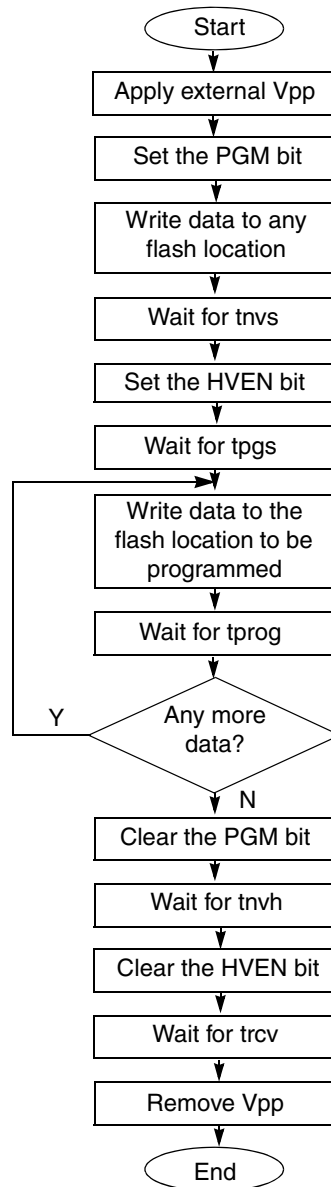 Start
Apply external Vpp
Set the PGM bit
Write data to any
flash location
Wait for tnvs
Set the HVEN bit
Wait for tpgs
Write data to the
flash location to be
programmed
Wait for tprog
Y
Any more
data?
N
Clear the PGM bit
Wait for tnvh
Clear the HVEN bit
Wait for trcv
Remove Vpp
End